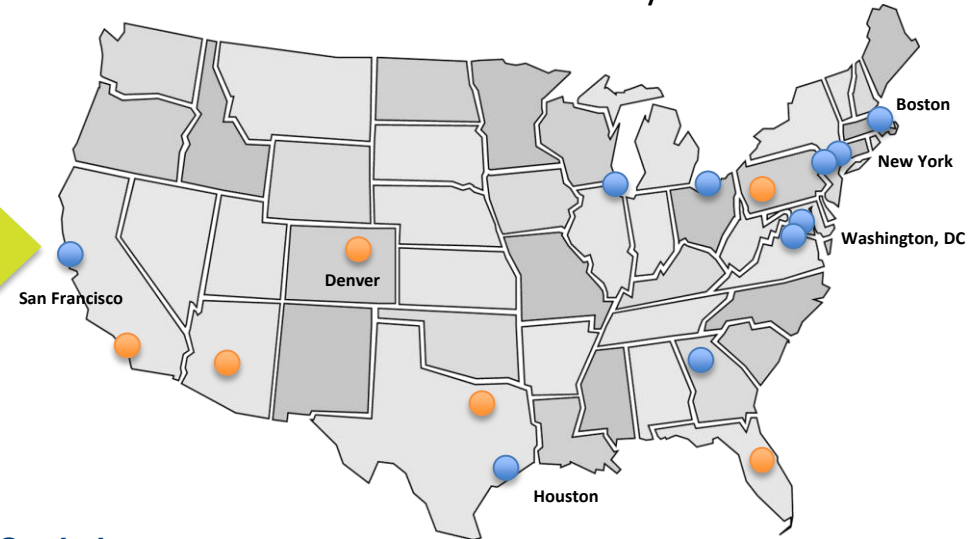 Boston
New York
Washington, DC
Denver
San Francisco
Houston